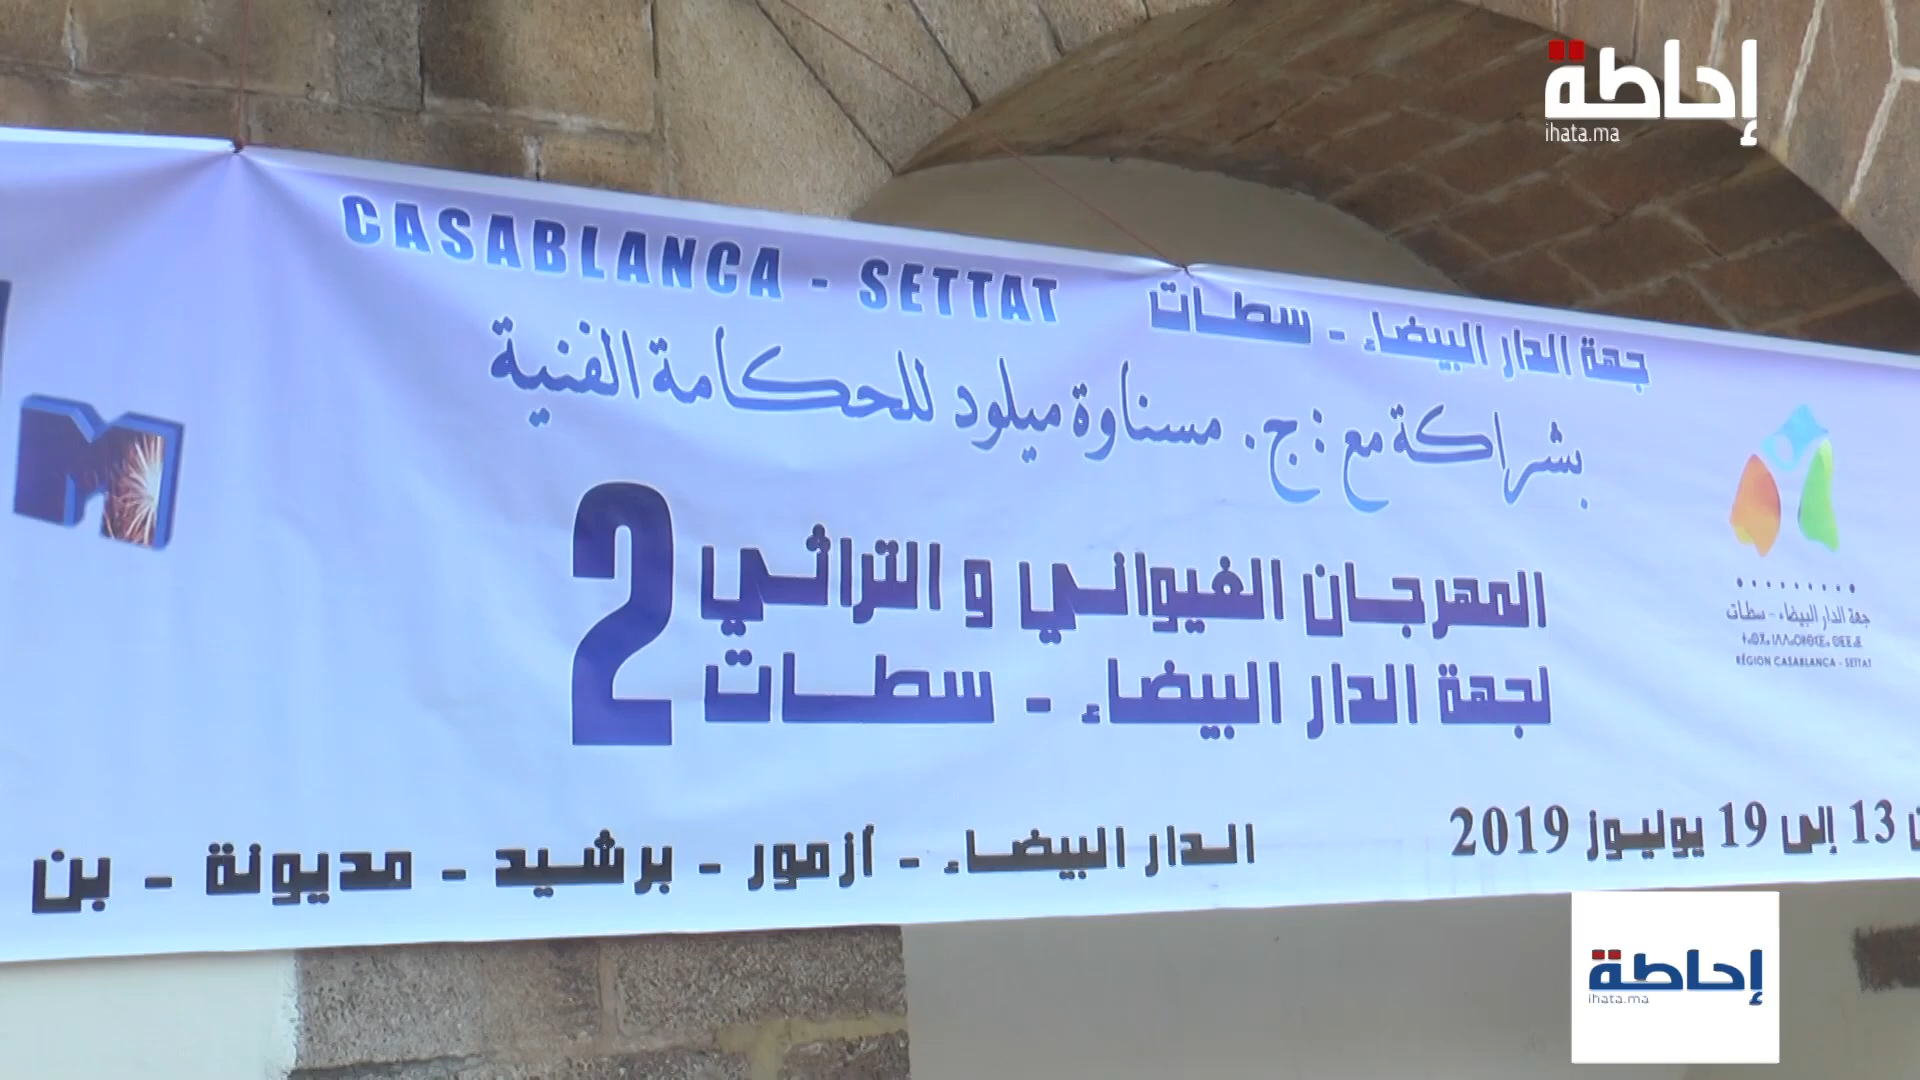 إحاطة
ihata.ma
CASABLANCA - SETTAT
جهة الدار البيضاء - سطات
بشراكة مع : ج. مسناوة ميلود للحكامة الفنية
المهرجان الغيواني و التراثي 2
لجهة الدار البيضاء - سطات
جهة الدار البيضاء - سطات
RÉGION CASABLANCA - SETTAT
13 إلى 19 يوليوز 2019
الدار البيضاء - أزمور - برشيد - مديونة - بن
M
إحاطة
ihata.ma